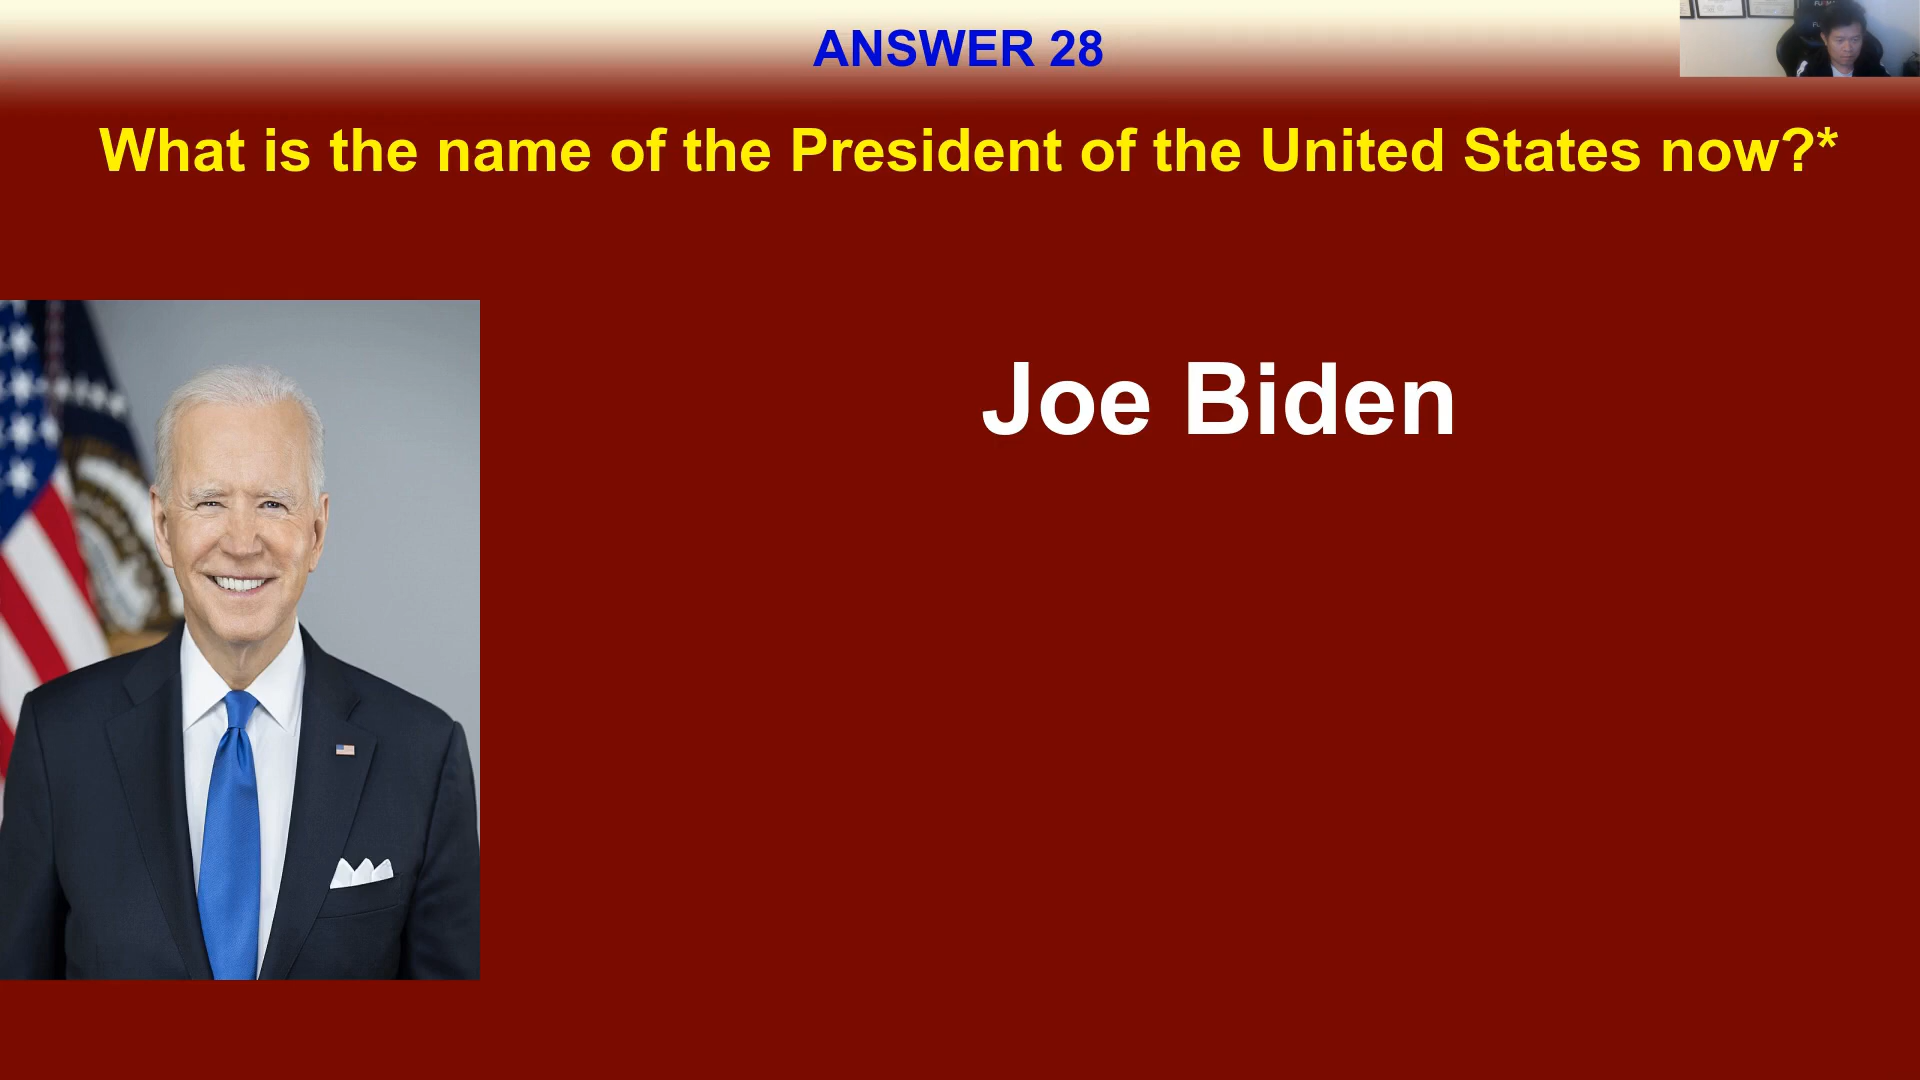 ANSWER 28
What is the name of the President of the United States now?*
Joe Biden